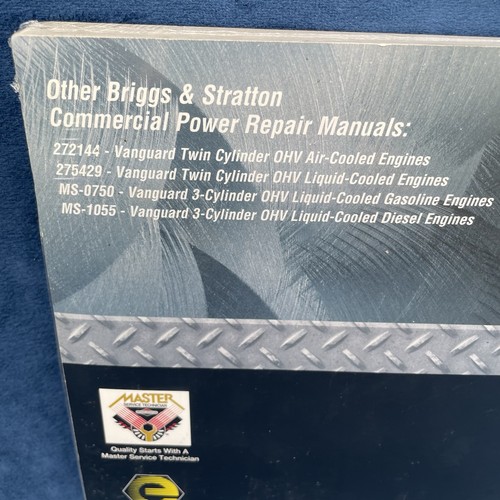 Other Briggs & Stratton
Commercial Power Repair Manuals:
272144 - Vanguard Twin Cylinder OHV Air-Cooled Engines
275429 - Vanguard Twin Cylinder OHV Liquid-Cooled Engines
MS-0750 - Vanguard 3-Cylinder OHV Liquid-Cooled Gasoline Engines
MS-1055 - Vanguard 3-Cylinder OHV Liquid-Cooled Diesel Engines
MASTER
SERVICE TECHNICIAN
Quality Starts With A
Master Service Technician
e